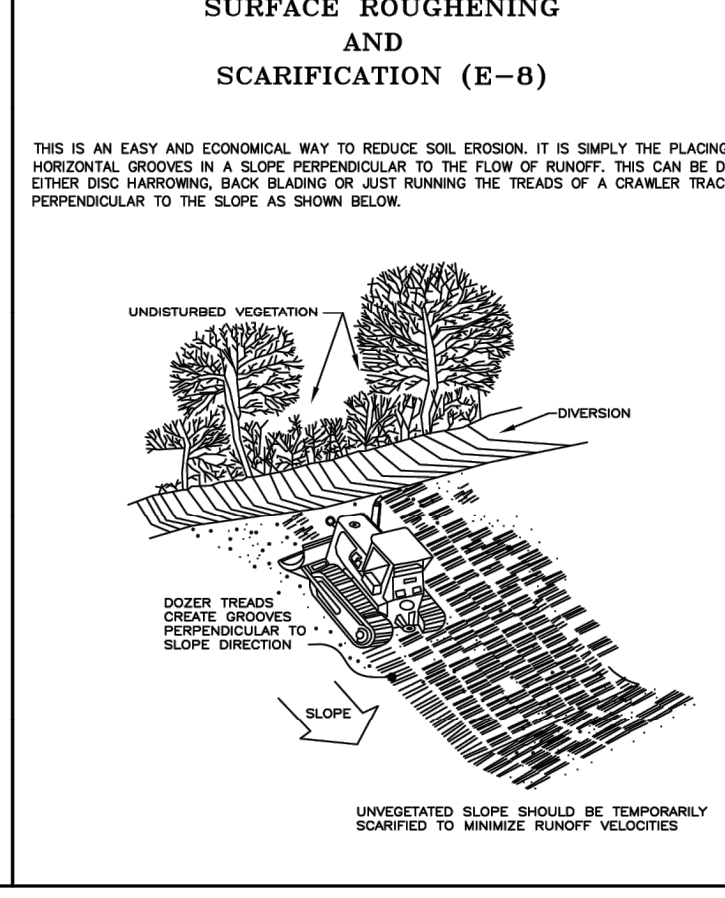 SURFACE ROUGHENING
AND
SCARIFICATION (E-8)
THIS IS AN EASY AND ECONOMICAL WAY TO REDUCE SOIL EROSION. IT IS SIMPLY THE PLACING
HORIZONTAL GROOVES IN A SLOPE PERPENDICULAR TO THE FLOW OF RUNOFF. THIS CAN BE D
EITHER DISC HARROWING, BACK BLADING OR JUST RUNNING THE TREADS OF A CRAWLER TRAC
PERPENDICULAR TO THE SLOPE AS SHOWN BELOW.
UNDISTURBED VEGETATION
DIVERSION
DOZER TREADS
CREATE GROOVES
PERPENDICULAR TO
SLOPE DIRECTION
SLOPE
UNVEGETATED SLOPE SHOULD BE TEMPORARILY
SCARIFIED TO MINIMIZE RUNOFF VELOCITIES